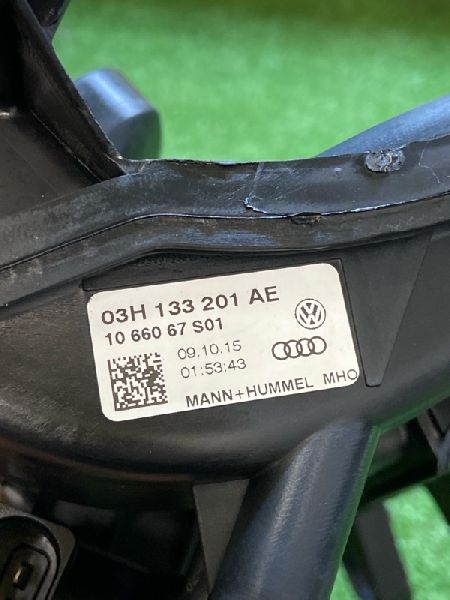 03H 133 201 AE
10 660 67 S01
09.10.15
01:53:43
MANN+HUMMEL MHO